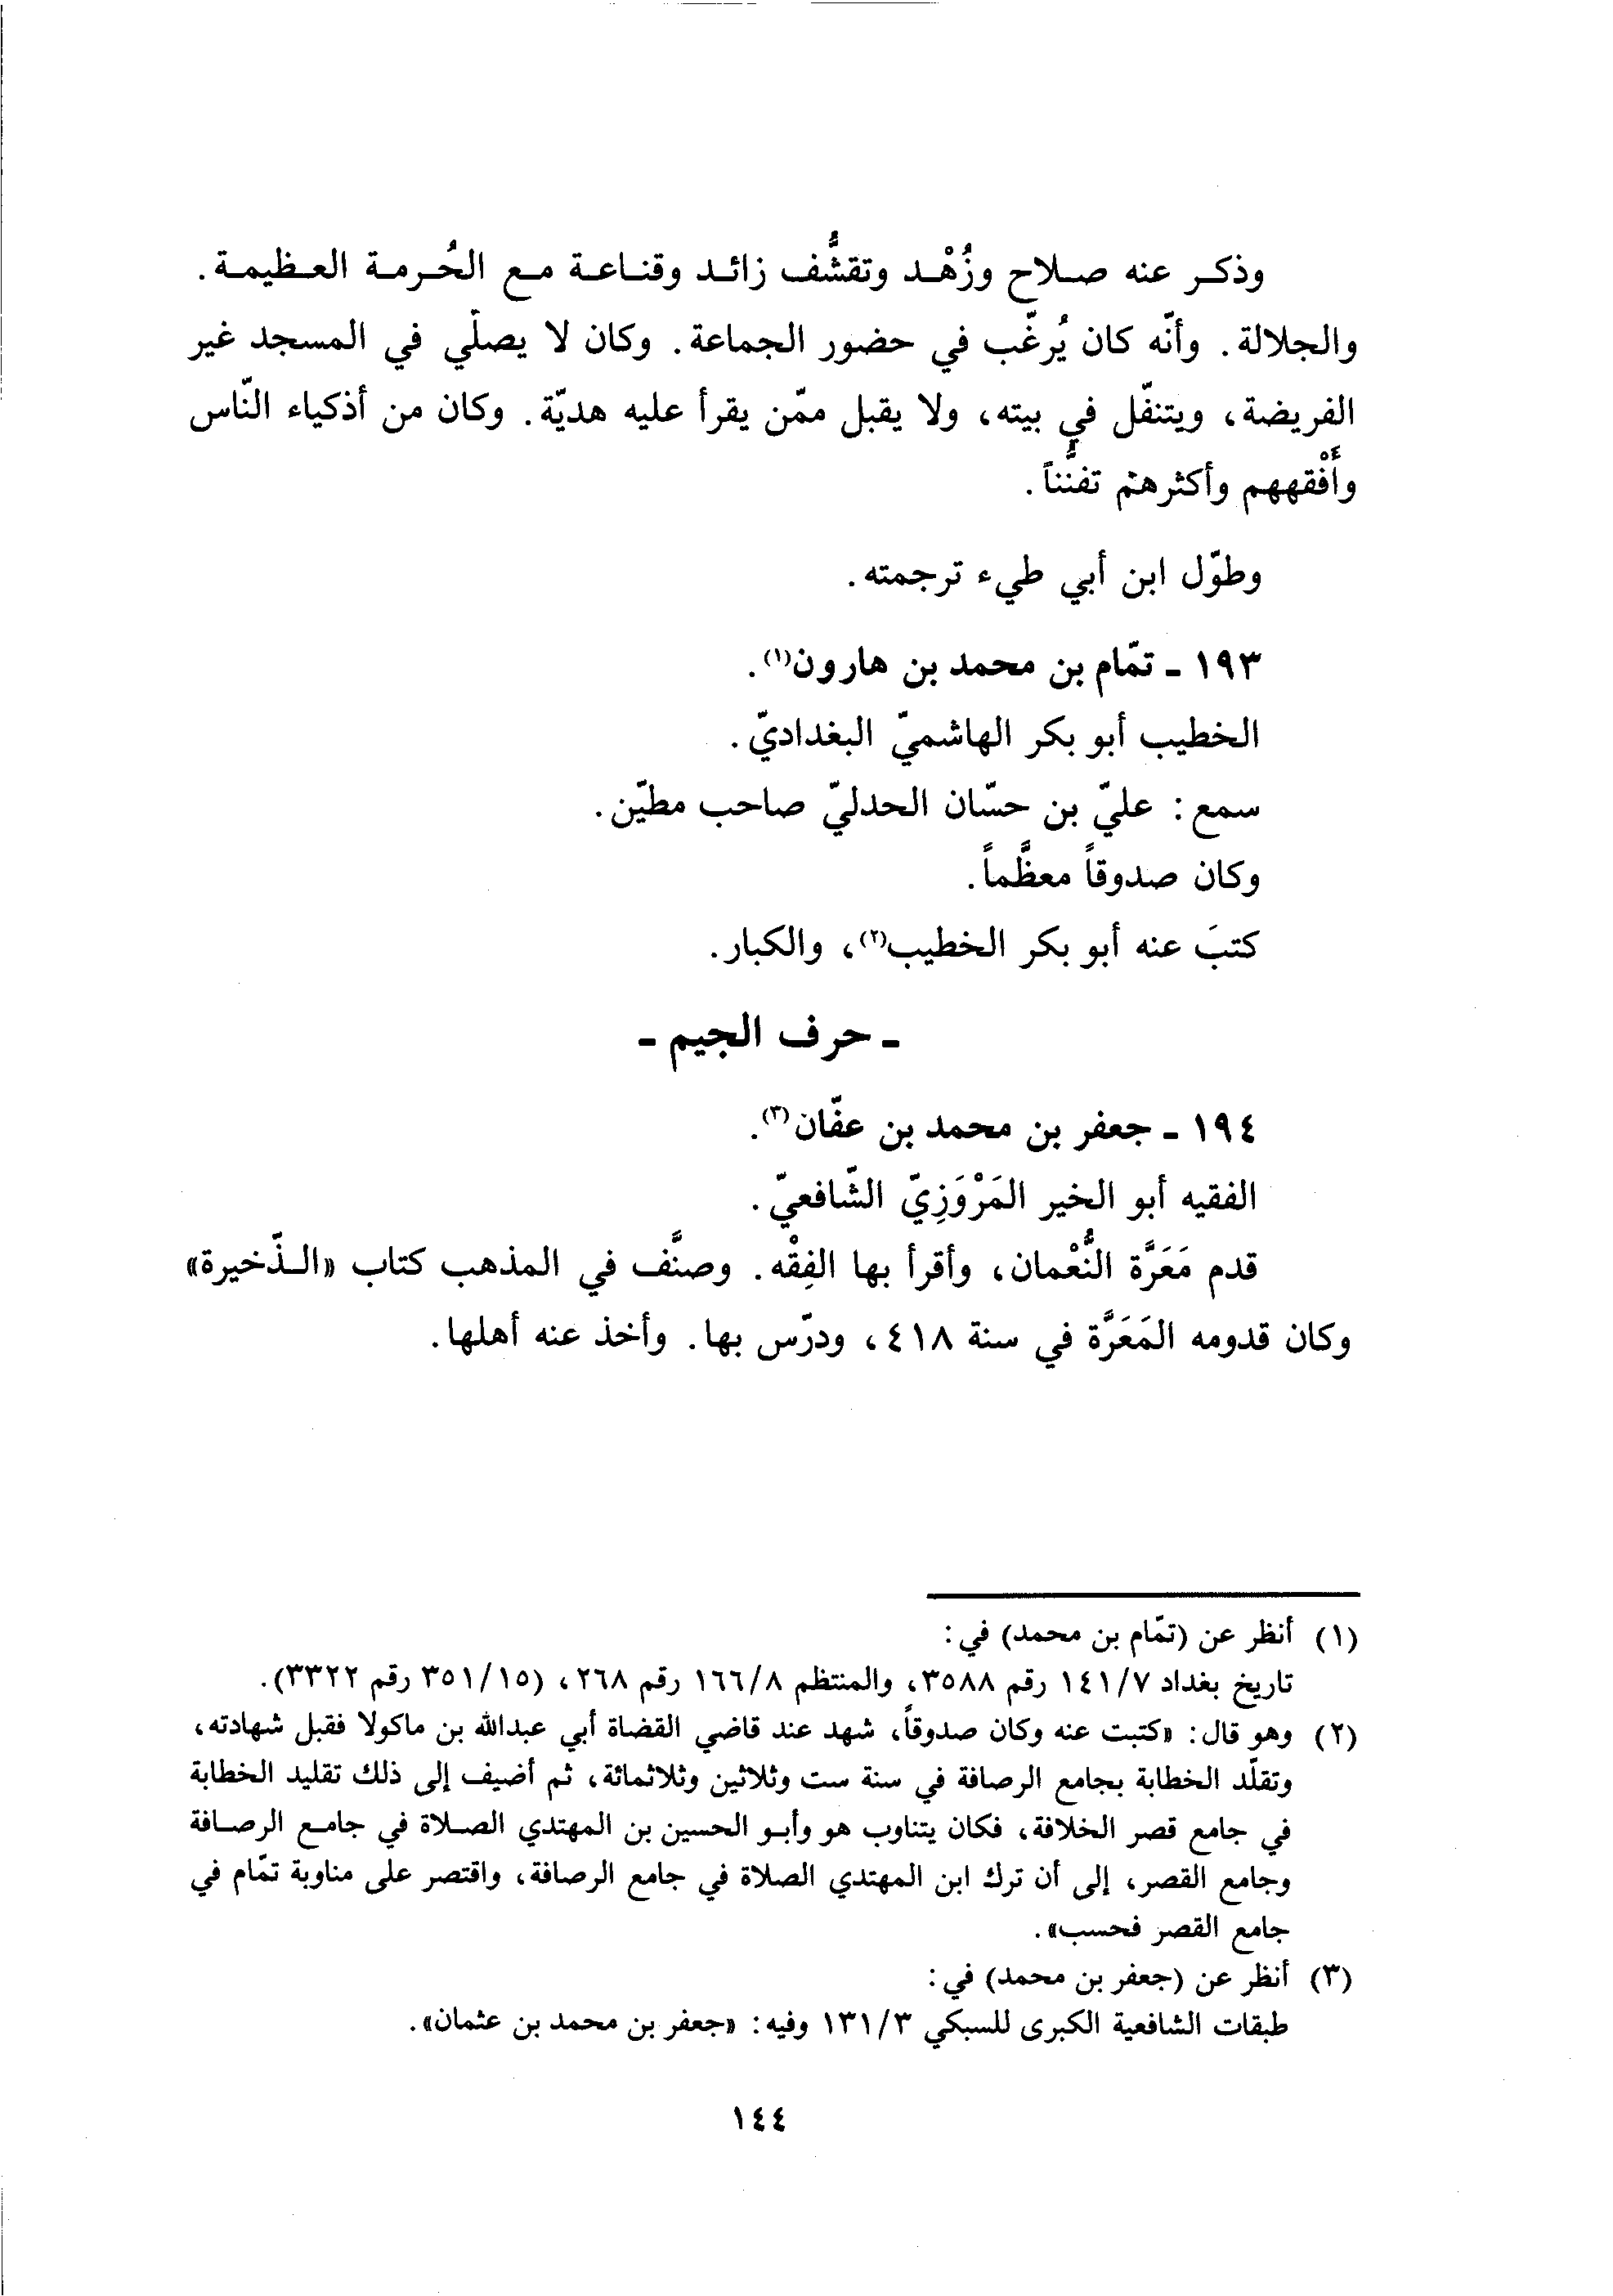 وذكر عنه صلاح وزُهْد وتقشُّف زائد وقناعة مع الحُرمة العظيمة.
والجلالة. وأنّه كان يُرغّب في حضور الجماعة. وكان لا يصلّي في المسجد غير
الفريضة، ويتنفّل في بيته، ولا يقبل ممّن يقرأ عليه هديّة. وكان من أذكياء النّاس
وأَفْقههم وأكثرهم تفنُّناً.
وطوّل ابن أبي طيء ترجمته.
١٩٣ ـ تمّام بن محمد بن هارون(١).
الخطيب أبو بكر الهاشميّ البغداديّ.
سمع: عليّ بن حسّان الحدليّ صاحب مطيّن.
وكان صدوقاً معظَّماً.
كتبَ عنه أبو بكر الخطيب(٢)، والكبار.
ـ حرف الجيم ـ
١٩٤ ـ جعفر بن محمد بن عفّان(٣).
الفقيه أبو الخير المَرْوَزِيّ الشّافعيّ.
قدم مَعَرَّة النُّعْمان، وأقرأ بها الفِقْه. وصنَّف في المذهب كتاب «الذّخيرة»
وكان قدومه المَعَرَّة في سنة ٤١٨، ودرّس بها. وأخذ عنه أهلها.
(١) أنظر عن (تمّام بن محمد) في:
تاريخ بغداد ١٤١/٧ رقم ٣٥٨٨، والمنتظم ١٦٦/٨ رقم ٢٦٨، (٣٥١/١٥ رقم ٣٣٢٢).
(٢) وهو قال: «كتبت عنه وكان صدوقاً، شهد عند قاضي القضاة أبي عبدالله بن ماكولا فقبل شهادته،
وتقلّد الخطابة بجامع الرصافة في سنة ست وثلاثين وثلاثمائة، ثم أضيف إلى ذلك تقليد الخطابة
في جامع قصر الخلافة، فكان يتناوب هو وأبو الحسين بن المهتدي الصلاة في جامع الرصافة
وجامع القصر، إلى أن ترك ابن المهتدي الصلاة في جامع الرصافة، واقتصر على مناوبة تمّام في
جامع القصر فحسب».
(٣) أنظر عن (جعفر بن محمد) في:
طبقات الشافعية الكبرى للسبكي ١٣١/٣ وفيه: «جعفر بن محمد بن عثمان».
١٤٤